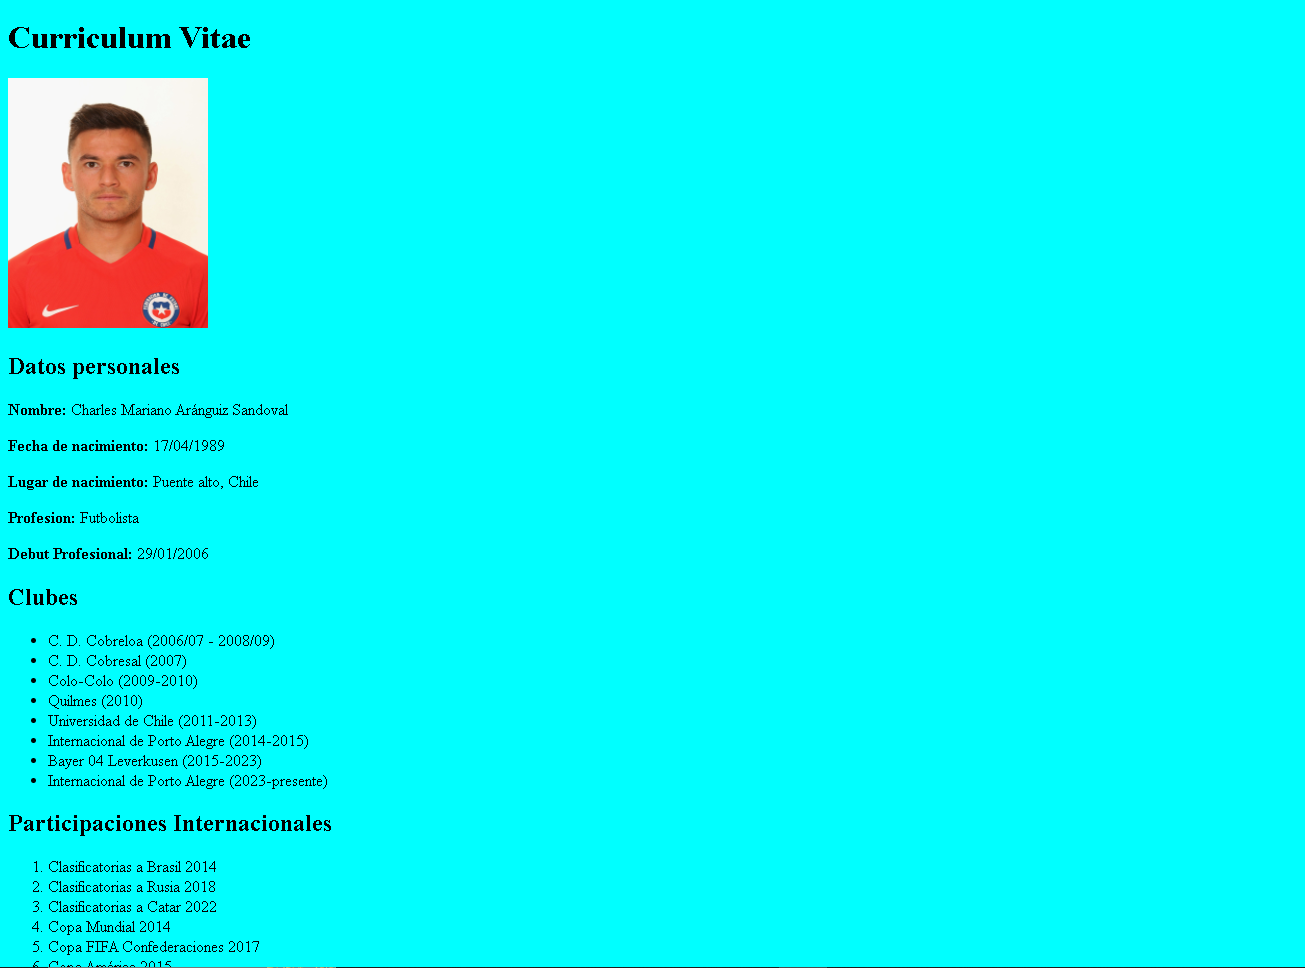 Curriculum Vitae
Datos personales
Nombre: Charles Mariano Aránguiz Sandoval
Fecha de nacimiento: 17/04/1989
Lugar de nacimiento: Puente alto, Chile
Profesion: Futbolista
Debut Profesional: 29/01/2006
Clubes
C. D. Cobreloa (2006/07 - 2008/09)
C. D. Cobresal (2007)
Colo-Colo (2009-2010)
Quilmes (2010)
Universidad de Chile (2011-2013)
Internacional de Porto Alegre (2014-2015)
Bayer 04 Leverkusen (2015-2023)
Internacional de Porto Alegre (2023-presente)
Participaciones Internacionales
1. Clasificatorias a Brasil 2014
2. Clasificatorias a Rusia 2018
3. Clasificatorias a Catar 2022
4. Copa Mundial 2014
5. Copa FIFA Confederaciones 2017
6. Copa América 2015